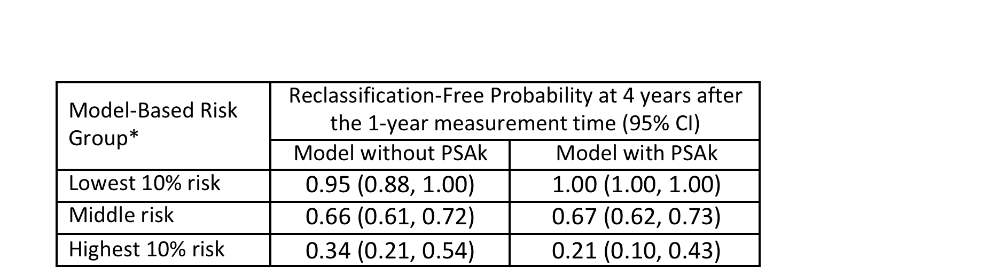 Model-Based Risk
Group*
Reclassification-Free Probability at 4 years after
the 1-year measurement time (95% CI)
Model without PSAk
Model with PSAk
Lowest 10% risk
0.95 (0.88, 1.00)
1.00 (1.00, 1.00)
Middle risk
0.66 (0.61, 0.72)
0.67 (0.62, 0.73)
Highest 10% risk
0.34 (0.21, 0.54)
0.21 (0.10, 0.43)